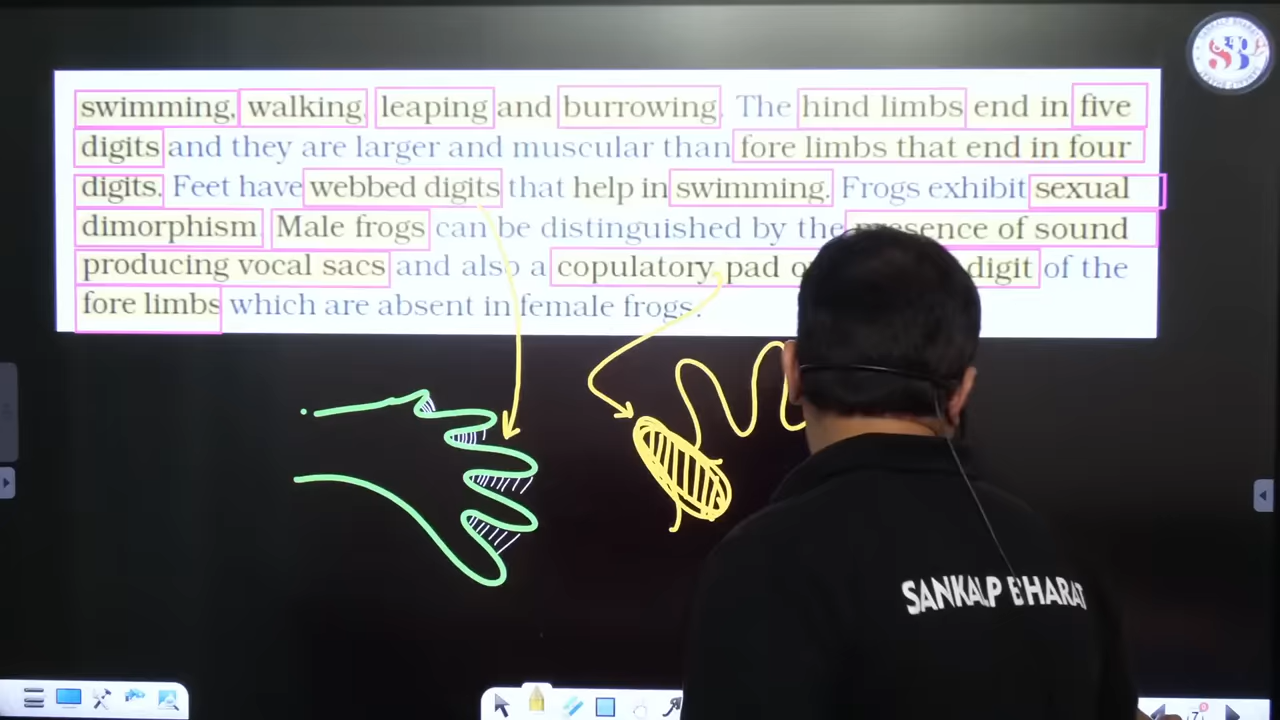 swimming, walking, leaping and burrowing. The hind limbs end in five
digits and they are larger and muscular than fore limbs that end in four
digits. Feet have webbed digits that help in swimming. Frogs exhibit sexual
dimorphism. Male frogs can be distinguished by the presence of sound
producing vocal sacs and also a copulatory pad digit of the
fore limbs which are absent in female frogs.
SANKALP BHARAT
7